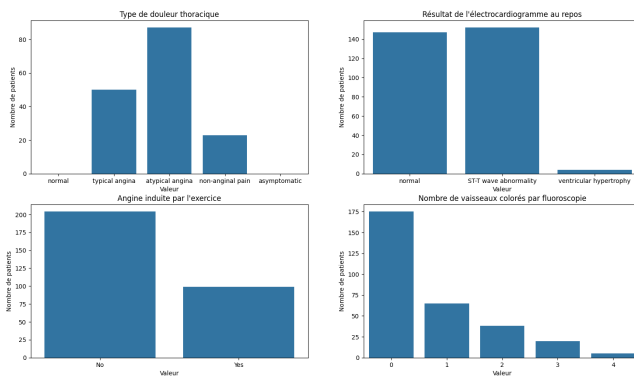 Type de douleur thoracique
Nombre de patients
80
60
40
20
0
normal typical angina atypical angina non-anginal pain asymptomatic
Valeur
Résultat de l'électrocardiogramme au repos
Nombre de patients
140
120
100
80
60
40
20
0
normal ST-T wave abnormality ventricular hypertrophy
Valeur
Angine induite par l'exercice
Nombre de patients
200
175
150
125
100
75
50
25
0
No Yes
Valeur
Nombre de vaisseaux colorés par fluoroscopie
Nombre de patients
175
150
125
100
75
50
25
0
0 1 2 3 4
Valeur